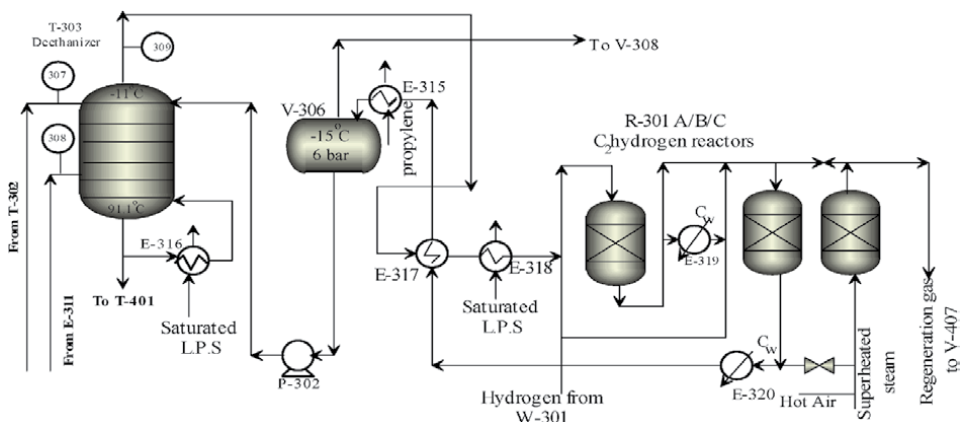 T-303
Deethanizer
309
307
-11°C
308
91.1°C
From T-302
From E-311
E-316
To T-401
Saturated
L.P.S
P-302
V-306
-15°C
6 bar
E-315
propylene
To V-308
E-317
E-318
Saturated
L.P.S
R-301 A/B/C
C2hydrogen reactors
Cw
E-319
Cw
E-320
Hydrogen from
W-301
Hot Air
Superheated
steam
Regeneration gas
to V-407